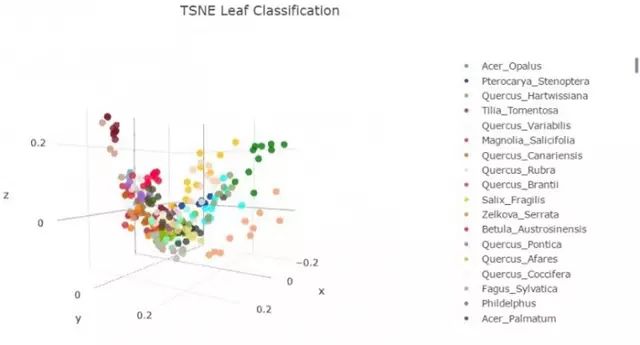 TSNE Leaf Classification
Acer_Opalus
Pterocarya_Stenoptera
Quercus_Hartwissiana
Tilia_Tomentosa
Quercus_Variabilis
Magnolia_Salicifolia
Quercus_Canariensis
Quercus_Rubra
Quercus_Brantii
Salix_Fragilis
Zelkova_Serrata
Betula_Austrosinensis
Quercus_Pontica
Quercus_Afares
Quercus_Coccifera
Fagus_Sylvatica
Phildelphus
Acer_Palmatum
0.2
z
0
−0.2
0
x
0
0.2
y
0.2